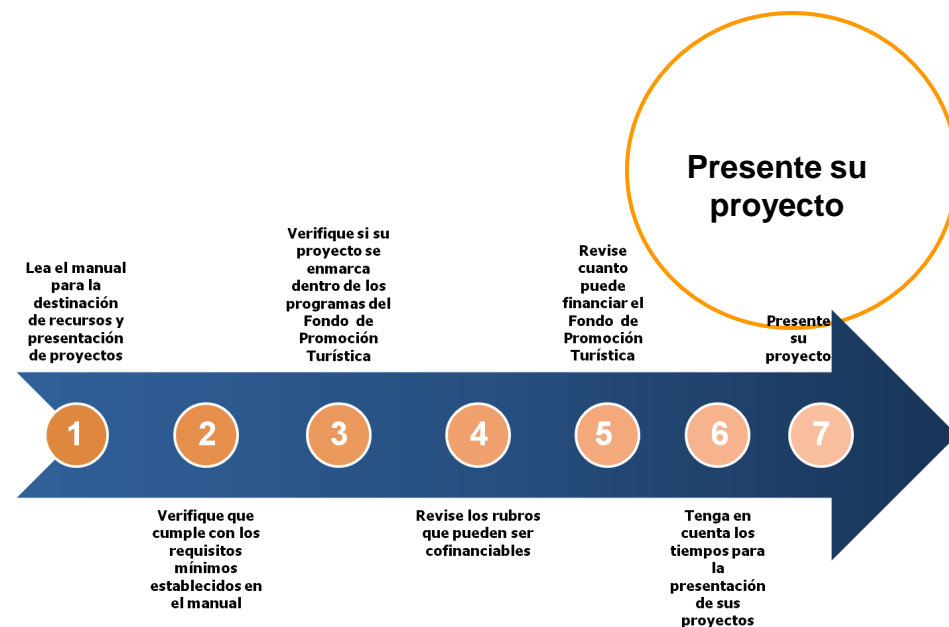 Presente su
proyecto
Lea el manual
para la
destinación
de recursos y
presentación
de proyectos
Verifique si su
proyecto se
enmarca
dentro de los
programas del
Fondo de
Promoción
Turística
Revise
cuanto
puede
financiar el
Fondo de
Promoción
Turística
Presente
su
proyecto
1
2
3
4
5
6
7
Verifique que
cumple con los
requisitos
mínimos
establecidos en
el manual
Revise los rubros
que pueden ser
cofinanciables
Tenga en
cuenta los
tiempos para
la
presentación
de sus
proyectos